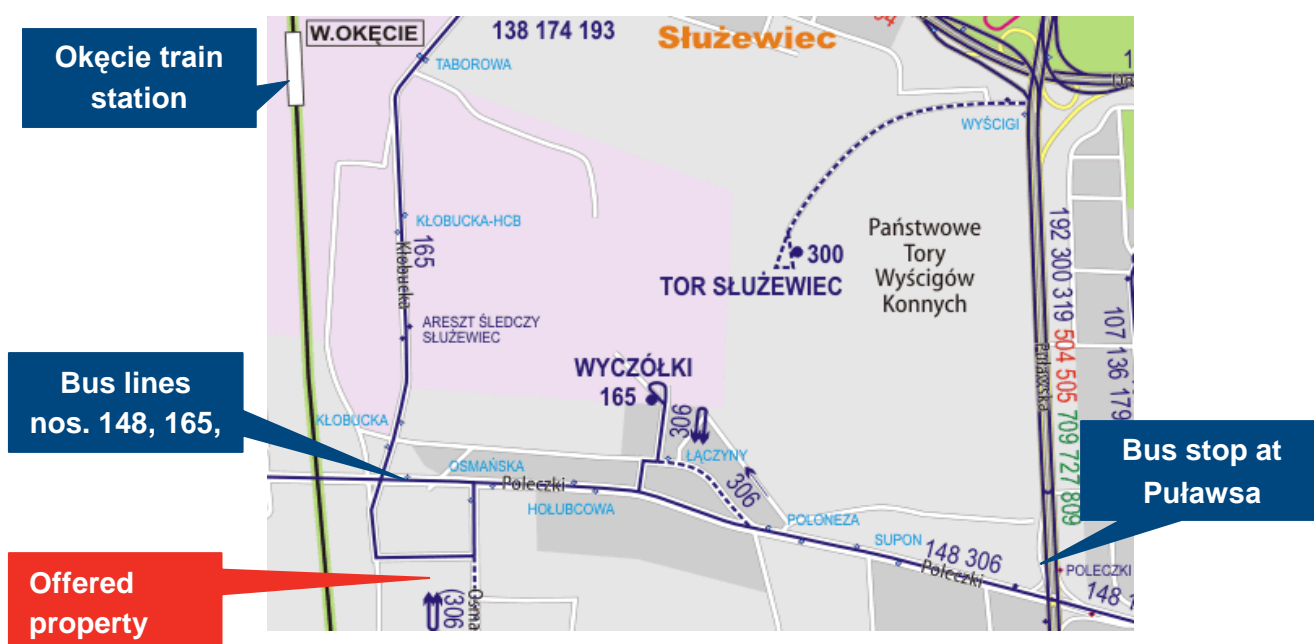 Okęcie train
station
W.OKĘCIE
138 174 193
Służewiec
TABOROWA
WYŚCIGI
KŁOBUCKA-HCB
165
Kłobucka
300
TOR SŁUŻEWIEC
Państwowe
Tory
Wyścigów
Konnych
192 300 319 504 505 709 727 809
107 136 179
Puławska
ARESZT ŚLEDCZY
SŁUŻEWIEC
Bus lines
nos. 148, 165,
WYCZÓŁKI
165
306
KŁOBUCKA
ŁĄCZYNY
306
OSMAŃSKA
Poleczki
HOŁUBCOWA
POLONEZA
SUPON
148 306
Poleczki
Bus stop at
Puławsa
POLECZKI
148
Offered
property
(306
Osma